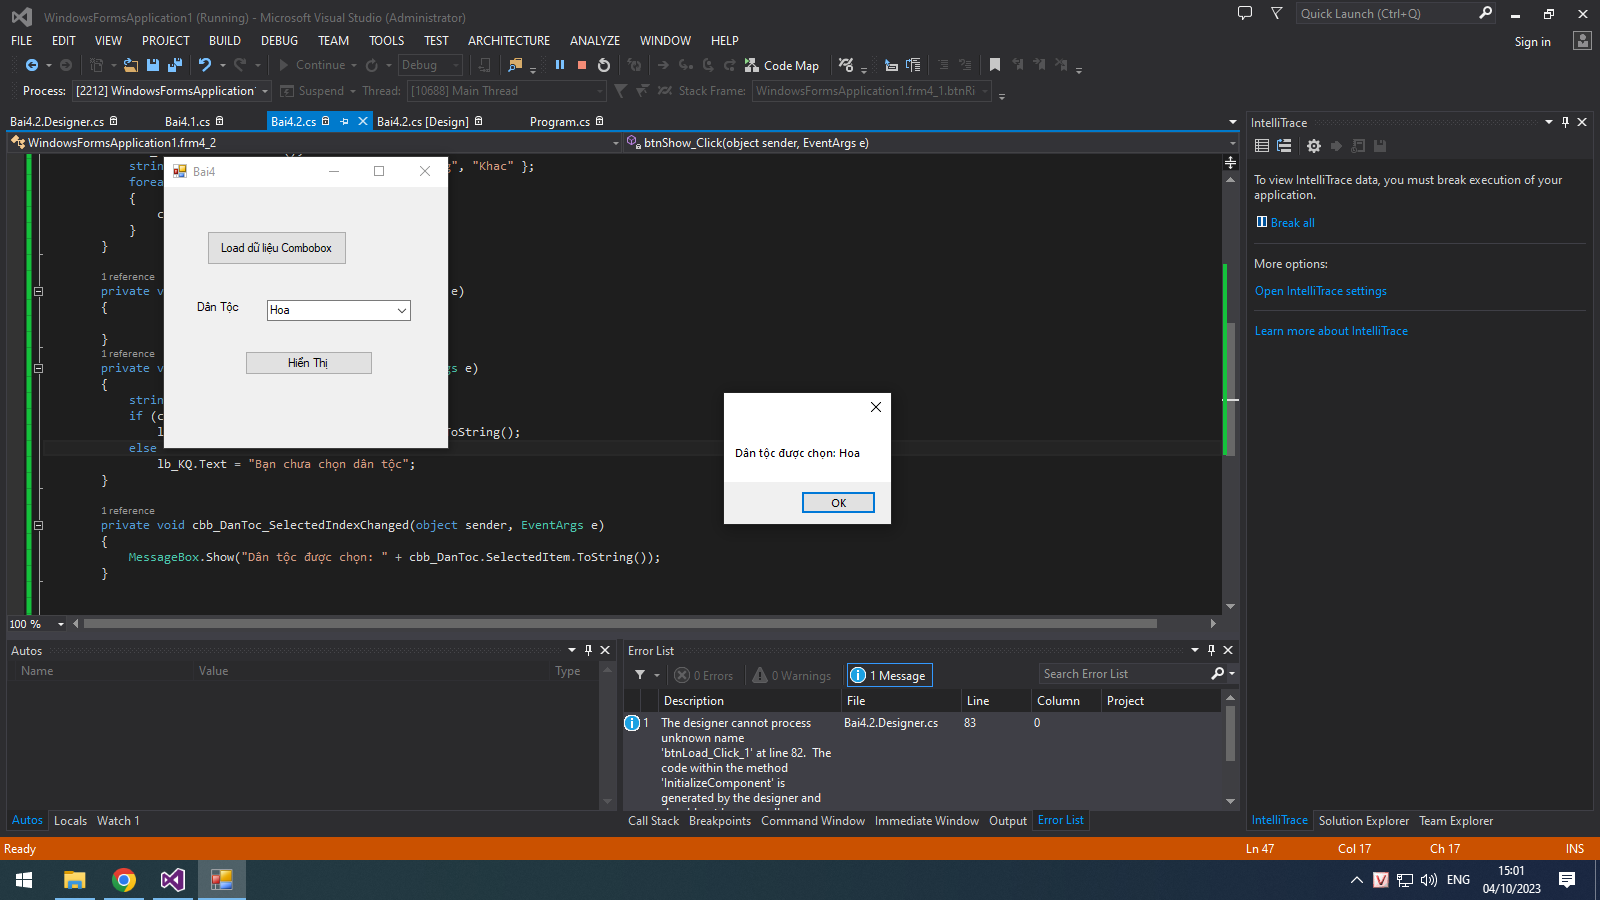 WindowsFormsApplication1 (Running) - Microsoft Visual Studio (Administrator)
Quick Launch (Ctrl+Q)
FILE EDIT VIEW PROJECT BUILD DEBUG TEAM TOOLS TEST ARCHITECTURE ANALYZE WINDOW HELP
Sign in
Continue Debug Code Map
Process: [2212] WindowsFormsApplication1 Suspend Thread: [10688] Main Thread Stack Frame: WindowsFormsApplication1.frm4_1.btnRi
Bai4.2.Designer.cs Bai4.1.cs Bai4.2.cs Bai4.2.cs [Design] Program.cs
WindowsFormsApplication1.frm4_2 btnShow_Click(object sender, EventArgs e)
strin g", "Khac" };
forea
{
c
}
}
1 reference
private v e)
{
}
1 reference
private v gs e)
{
strin
if (c
l ToString();
else
lb_KQ.Text = "Bạn chưa chọn dân tộc";
}
1 reference
private void cbb_DanToc_SelectedIndexChanged(object sender, EventArgs e)
{
MessageBox.Show("Dân tộc được chọn: " + cbb_DanToc.SelectedItem.ToString());
}
100 %
Bai4
Load dữ liệu Combobox
Dân Tộc
Hoa
Hiển Thị
Dân tộc được chọn: Hoa
OK
IntelliTrace
To view IntelliTrace data, you must break execution of your
application.
Break all
More options:
Open IntelliTrace settings
Learn more about IntelliTrace
Autos
Name Value Type
Autos Locals Watch 1
Error List
0 Errors 0 Warnings 1 Message
Search Error List
Description File Line Column Project
1 The designer cannot process Bai4.2.Designer.cs 83 0
unknown name
'btnLoad_Click_1' at line 82. The
code within the method
'InitializeComponent' is
generated by the designer and
Call Stack Breakpoints Command Window Immediate Window Output Error List
IntelliTrace Solution Explorer Team Explorer
Ready Ln 47 Col 17 Ch 17 INS
V ENG
15:01
04/10/2023